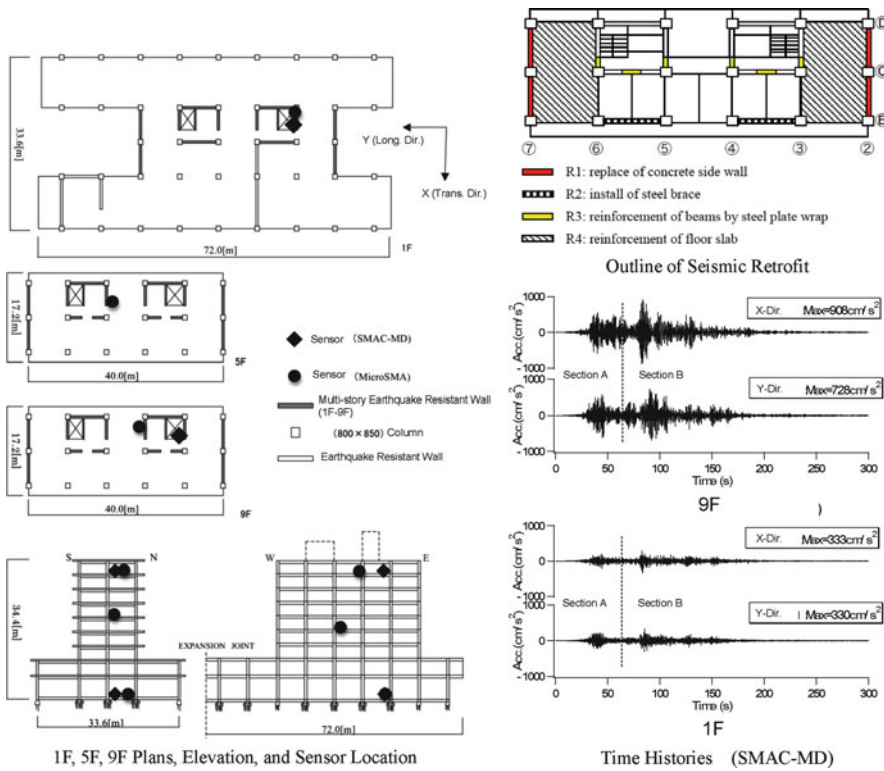 33.6[m]
Y (Long. Dir.)
X (Trans. Dir.)
72.0[m]
1F
17.2[m]
40.0[m]
5F
17.2[m]
40.0[m]
9F
Sensor (SMAC-MD)
Sensor (MicroSMA)
Multi-story Earthquake Resistant Wall
(1F-9F)
(800×850) Column
Earthquake Resistant Wall
S N
W E
34.4[m]
EXPANSION JOINT
33.6[m]
72.0[m]
1F, 5F, 9F Plans, Elevation, and Sensor Location
D
C
⑦ ⑥ ⑤ ④ ③ ②
R1: replace of concrete side wall
R2: install of steel brace
R3: reinforcement of beams by steel plate wrap
R4: reinforcement of floor slab
Outline of Seismic Retrofit
1000
0
- 1000
1000
0
- 1000
Acc.(cm/s²)
Acc.(cm/s²)
X-Dir. Max=908cm/s²
Section A Section B
Y-Dir. Max=728cm/s²
0 50 100 150 200 250 300
Time (s)
9F
)
1000
0
- 1000
1000
0
- 1000
Acc.(cm/s²)
Acc.(cm/s²)
X-Dir. Max=333cm/s²
Section A Section B
Y-Dir. Max=330cm/s²
0 50 100 150 200 250 300
Time (s)
1F
Time Histories (SMAC-MD)